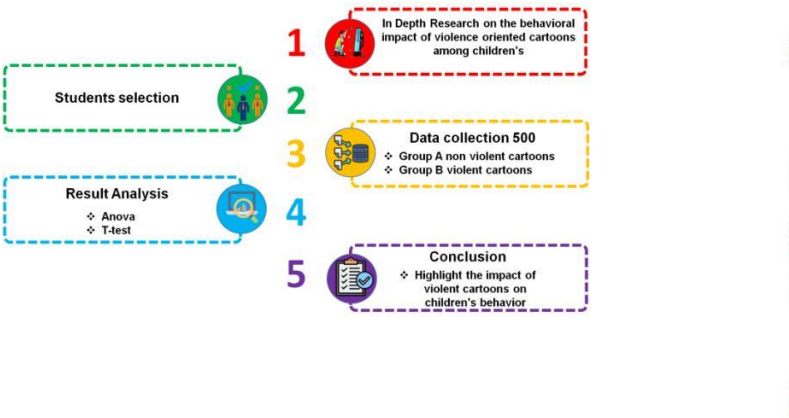 1
In Depth Research on the behavioral
impact of violence oriented cartoons
among children's
Students selection
2
3
Data collection 500
❖ Group A non violent cartoons
❖ Group B violent cartoons
Result Analysis
❖ Anova
❖ T-test
4
5
Conclusion
❖ Highlight the impact of
violent cartoons on
children's behavior